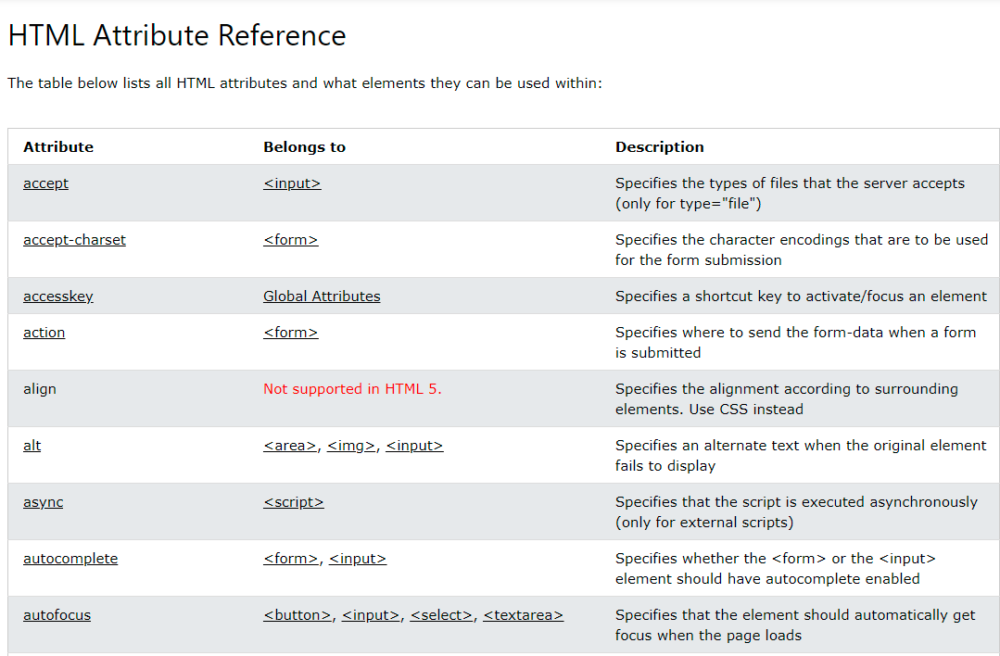 HTML Attribute Reference
The table below lists all HTML attributes and what elements they can be used within:
Attribute Belongs to Description
accept <input> Specifies the types of files that the server accepts
(only for type="file")
accept-charset <form> Specifies the character encodings that are to be used
for the form submission
accesskey Global Attributes Specifies a shortcut key to activate/focus an element
action <form> Specifies where to send the form-data when a form
is submitted
align Not supported in HTML 5. Specifies the alignment according to surrounding
elements. Use CSS instead
alt <area>, <img>, <input> Specifies an alternate text when the original element
fails to display
async <script> Specifies that the script is executed asynchronously
(only for external scripts)
autocomplete <form>, <input> Specifies whether the <form> or the <input>
element should have autocomplete enabled
autofocus <button>, <input>, <select>, <textarea> Specifies that the element should automatically get
focus when the page loads